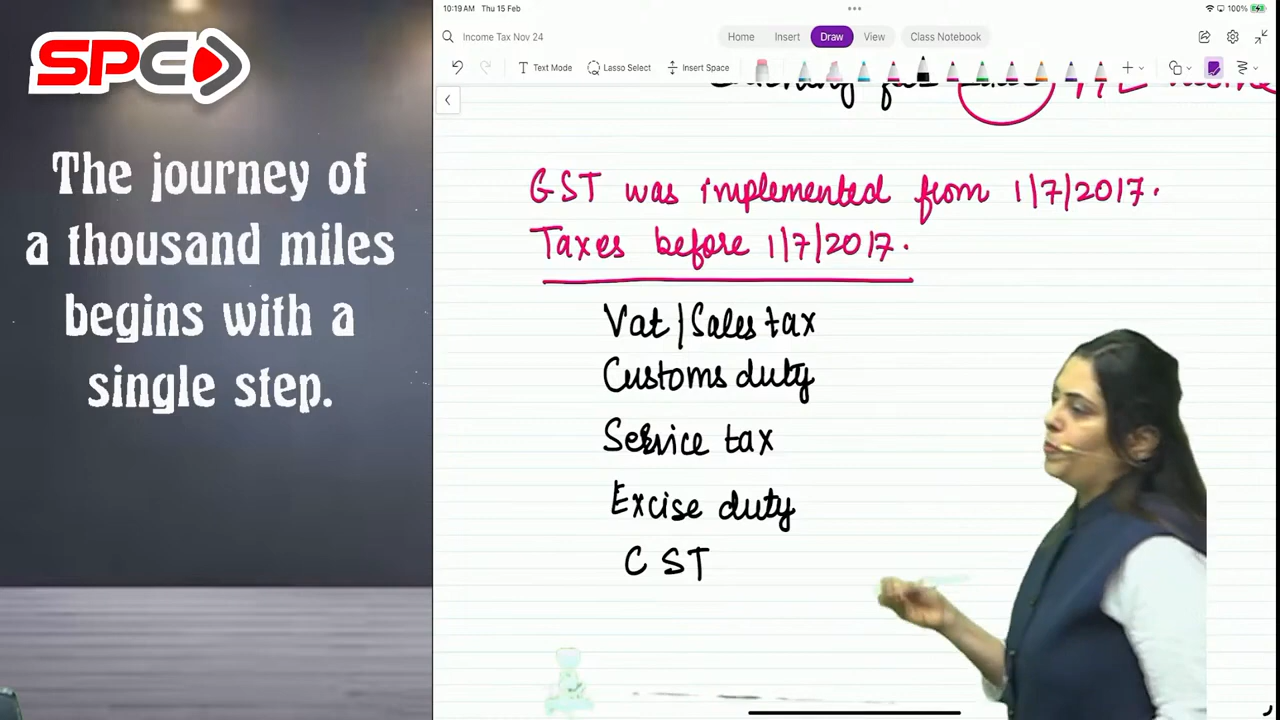 SPE
The journey of
a thousand miles
begins with a
single step.
10:19 AM Thu 15 Feb
100%
Income Tax Nov 24
Home Insert Draw View Class Notebook
Text Mode Lasso Select Insert Space
GST was implemented from 1/7/2017.
Taxes before 1/7/2017.
Vat/Sales tax
Customs duty
Service tax
Excise duty
CST